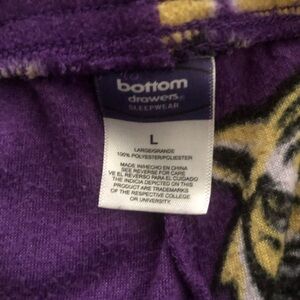 bottom
drawers®
SLEEPWEAR
L
LARGE/GRANDE
100% POLYESTER/POLIESTER
MADE IN/HECHO EN CHINA
SEE REVERSE FOR CARE
VE EL REVERSO PARA EL CUIDADO
THE INDICIA DEPICTED ON THIS
PRODUCT ARE TRADEMARKS OF
THE RESPECTIVE COLLEGE
OR UNIVERSITY.